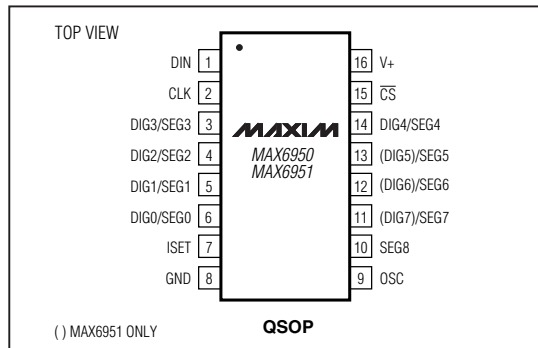 TOP VIEW
DIN 1
CLK 2
DIG3/SEG3 3
DIG2/SEG2 4
DIG1/SEG1 5
DIG0/SEG0 6
ISET 7
GND 8
MAXIM
MAX6950
MAX6951
16 V+
15 C̅S̅
14 DIG4/SEG4
13 (DIG5)/SEG5
12 (DIG6)/SEG6
11 (DIG7)/SEG7
10 SEG8
9 OSC
( ) MAX6951 ONLY
QSOP